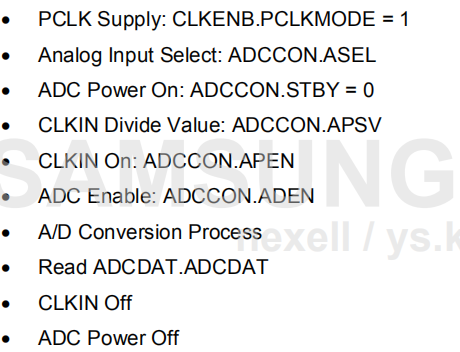 • PCLK Supply: CLKENB.PCLKMODE = 1
• Analog Input Select: ADCCON.ASEL
• ADC Power On: ADCCON.STBY = 0
• CLKIN Divide Value: ADCCON.APSV
• CLKIN On: ADCCON.APEN
• ADC Enable: ADCCON.ADEN
• A/D Conversion Process
• Read ADCDAT.ADCDAT
• CLKIN Off
• ADC Power Off
SAMSUNG
nexell / ys.k